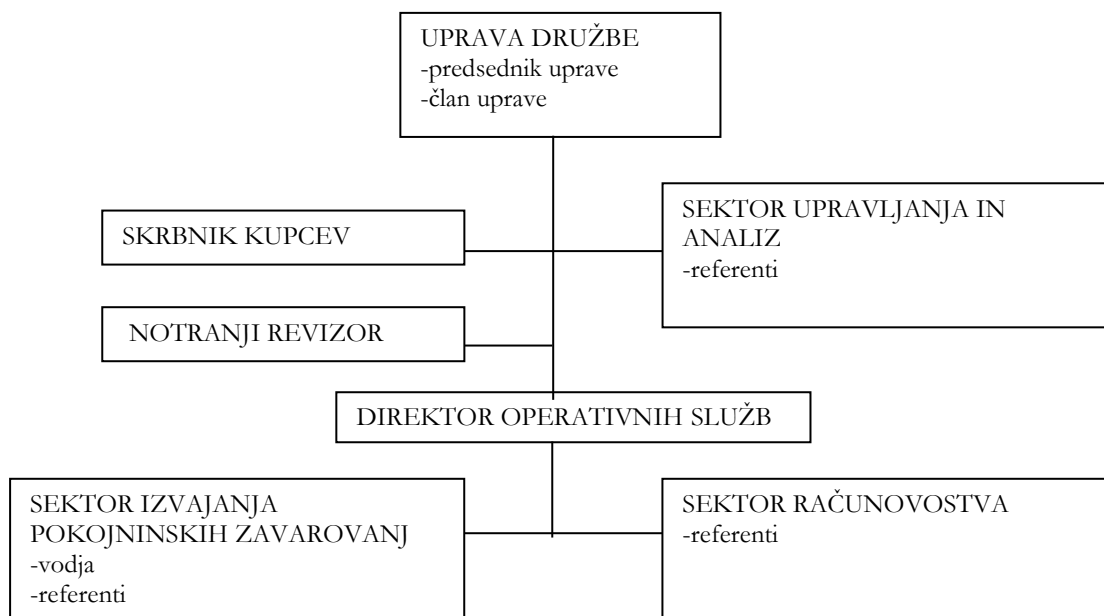 UPRAVA DRUŽBE
-predsednik uprave
-član uprave
SKRBNIK KUPCEV
SEKTOR UPRAVLJANJA IN
ANALIZ
-referenti
NOTRANJI REVIZOR
DIREKTOR OPERATIVNIH SLUŽB
SEKTOR IZVAJANJA
POKOJNINSKIH ZAVAROVANJ
-vodja
-referenti
SEKTOR RAČUNOVOSTVA
-referenti